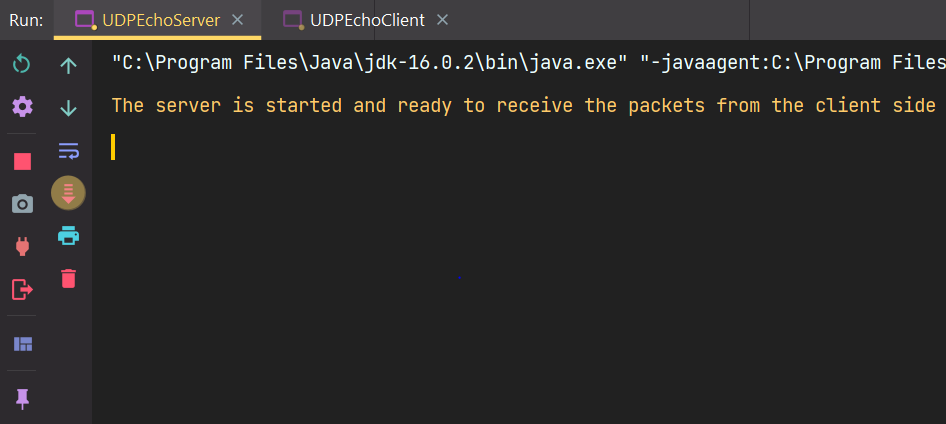 Run: UDPEchoServer UDPEchoClient
"C:\Program Files\Java\jdk-16.0.2\bin\java.exe" "-javaagent:C:\Program Files
The server is started and ready to receive the packets from the client side